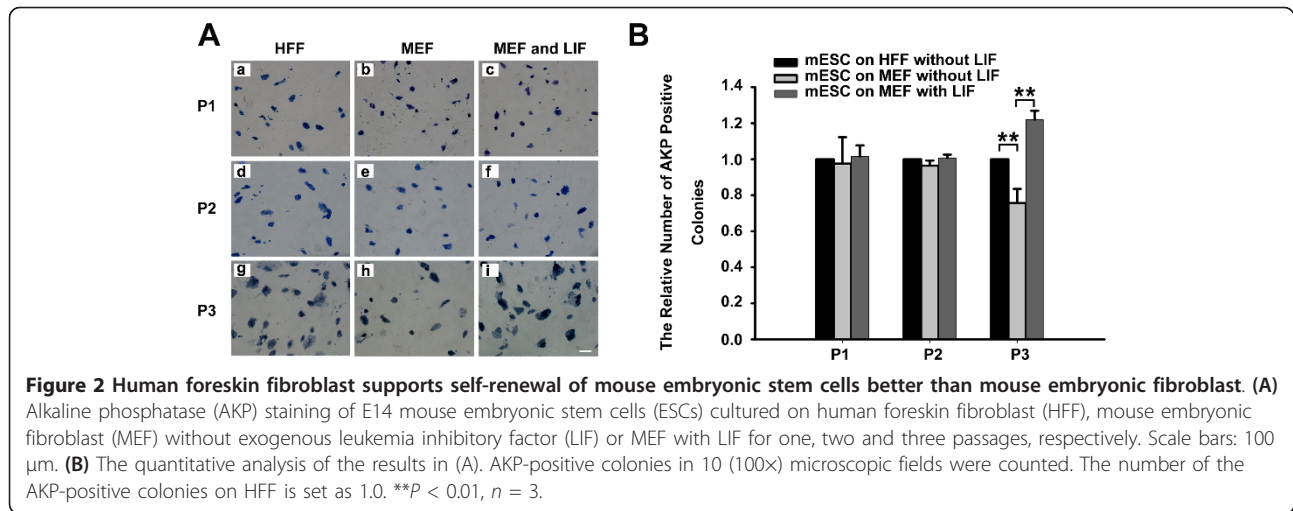 A
HFF
MEF
MEF and LIF
a
b
c
P1
d
e
f
P2
g
h
i
P3
B
mESC on HFF without LIF
mESC on MEF without LIF
mESC on MEF with LIF
The Relative Number of AKP Positive
Colonies
1.4
1.2
1.0
0.8
0.6
0.4
0.2
0.0
**
**
P1
P2
P3
Figure 2 Human foreskin fibroblast supports self-renewal of mouse embryonic stem cells better than mouse embryonic fibroblast. (A)
Alkaline phosphatase (AKP) staining of E14 mouse embryonic stem cells (ESCs) cultured on human foreskin fibroblast (HFF), mouse embryonic
fibroblast (MEF) without exogenous leukemia inhibitory factor (LIF) or MEF with LIF for one, two and three passages, respectively. Scale bars: 100
μm. (B) The quantitative analysis of the results in (A). AKP-positive colonies in 10 (100×) microscopic fields were counted. The number of the
AKP-positive colonies on HFF is set as 1.0. **P < 0.01, n = 3.